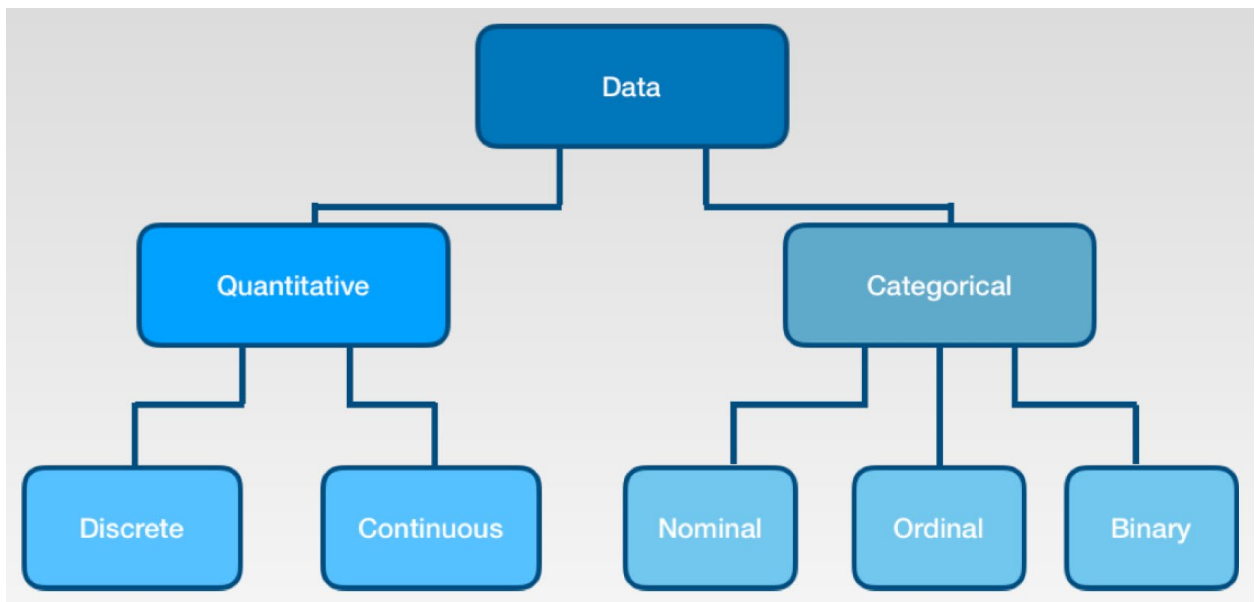 Data
Quantitative
Categorical
Discrete
Continuous
Nominal
Ordinal
Binary